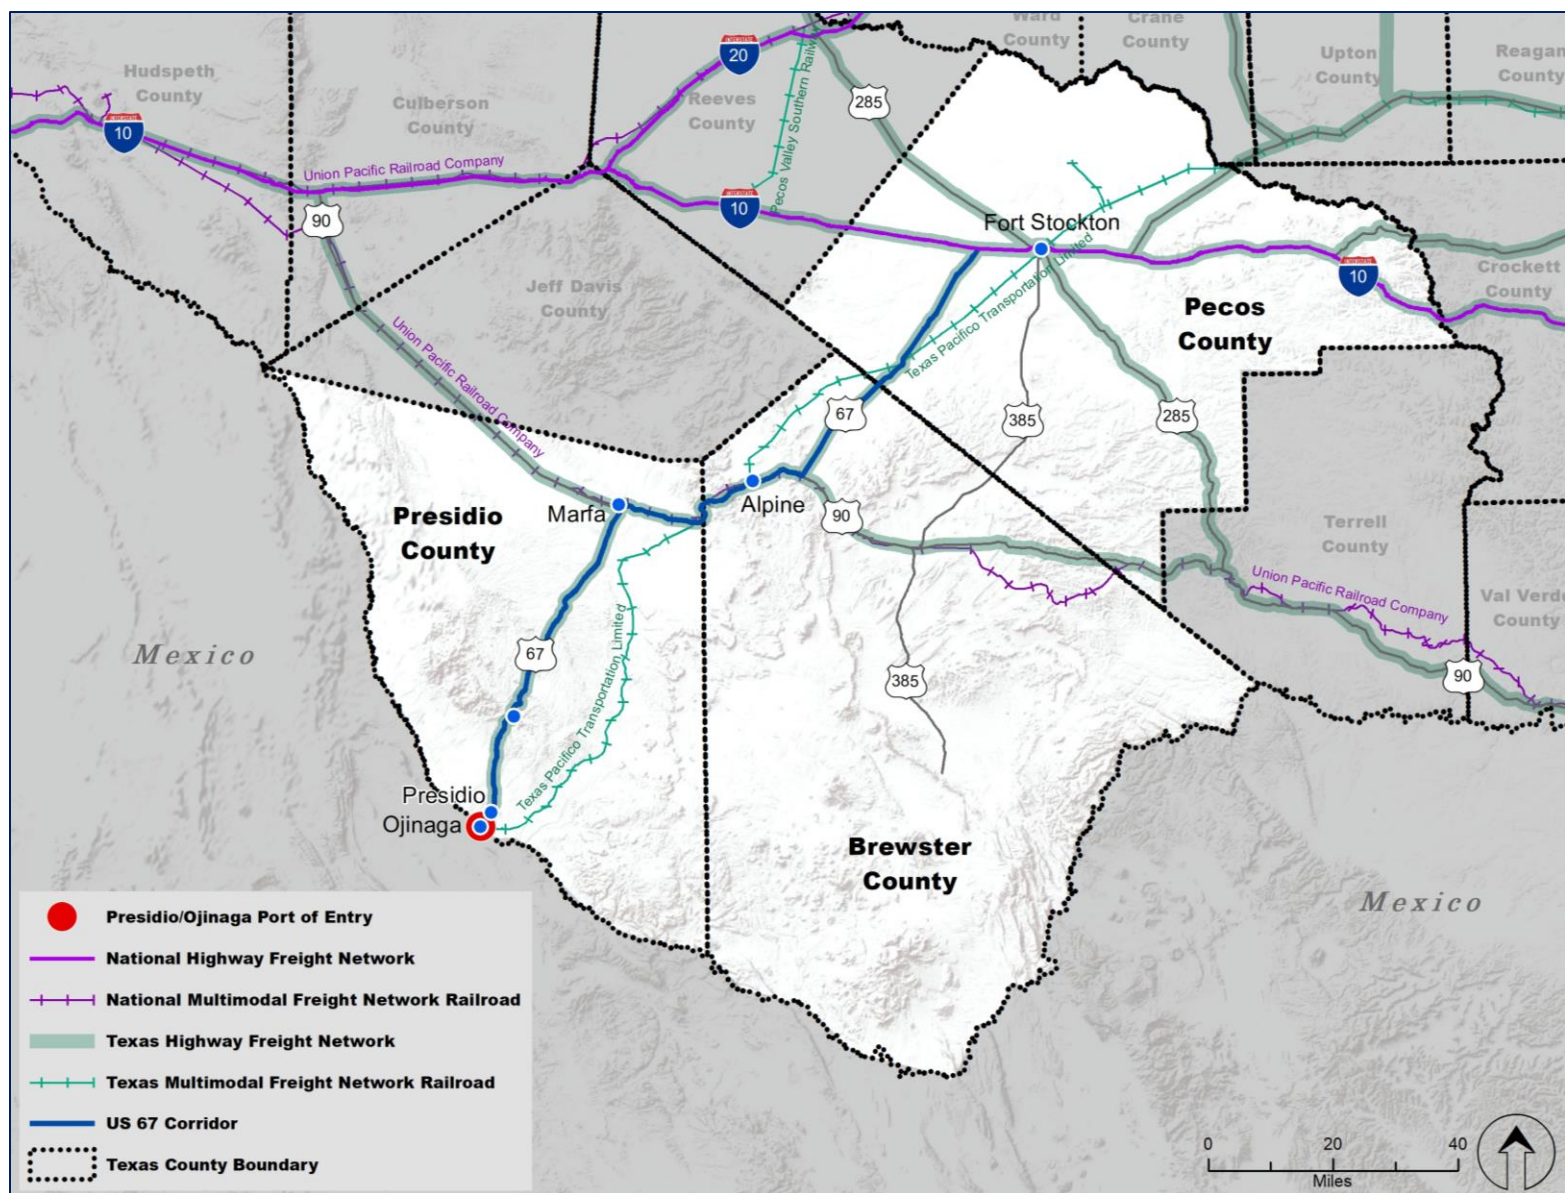 Ward
County
Crane
County
Upton
County
Reagan
County
Hudspeth
County
Culberson
County
Reeves
County
INTERSTATE
20
Pecos Valley Southern Railway
285
INTERSTATE
10
Union Pacific Railroad Company
90
INTERSTATE
10
Fort Stockton
INTERSTATE
10
Crockett
County
Jeff Davis
County
Pecos
County
Union Pacific Railroad Company
Texas Pacifico Transportation Limited
67
385
285
Marfa
Alpine
90
Presidio
County
Terrell
County
Union Pacific Railroad Company
Val Verde
County
Mexico
67
Texas Pacifico Transportation Limited
385
90
Presidio
Ojinaga
Brewster
County
Mexico
Presidio/Ojinaga Port of Entry
National Highway Freight Network
National Multimodal Freight Network Railroad
Texas Highway Freight Network
Texas Multimodal Freight Network Railroad
US 67 Corridor
Texas County Boundary
0 20 40
Miles